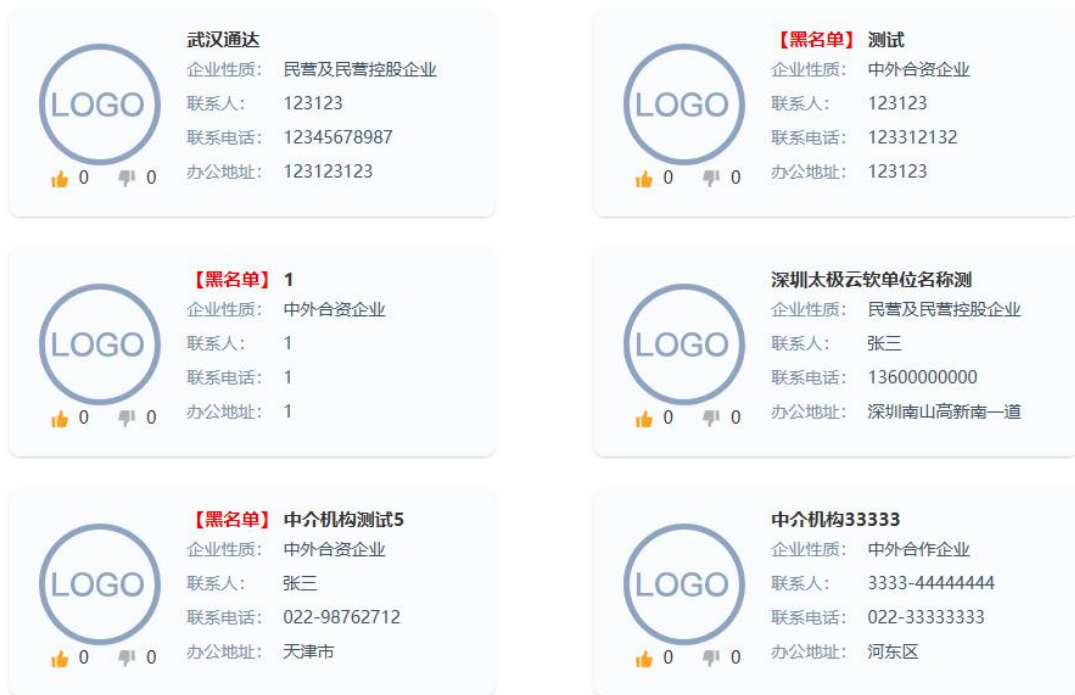 武汉通达
企业性质： 民营及民营控股企业
联系人： 123123
联系电话： 12345678987
办公地址： 123123123
LOGO
0 0
【黑名单】 测试
企业性质： 中外合资企业
联系人： 123123
联系电话： 123312132
办公地址： 123123
LOGO
0 0
【黑名单】 1
企业性质： 中外合资企业
联系人： 1
联系电话： 1
办公地址： 1
LOGO
0 0
深圳太极云软单位名称测
企业性质： 民营及民营控股企业
联系人： 张三
联系电话： 13600000000
办公地址： 深圳南山高新南一道
LOGO
0 0
【黑名单】 中介机构测试5
企业性质： 中外合资企业
联系人： 张三
联系电话： 022-98762712
办公地址： 天津市
LOGO
0 0
中介机构33333
企业性质： 中外合作企业
联系人： 3333-44444444
联系电话： 022-33333333
办公地址： 河东区
LOGO
0 0